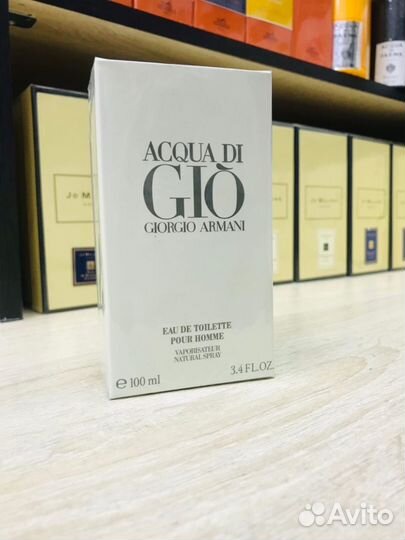 ACQUA DI
GIÒ
GIORGIO ARMANI
EAU DE TOILETTE
POUR HOMME
VAPORISATEUR
NATURAL SPRAY
e 100 ml
3.4 FL.OZ.
Avito